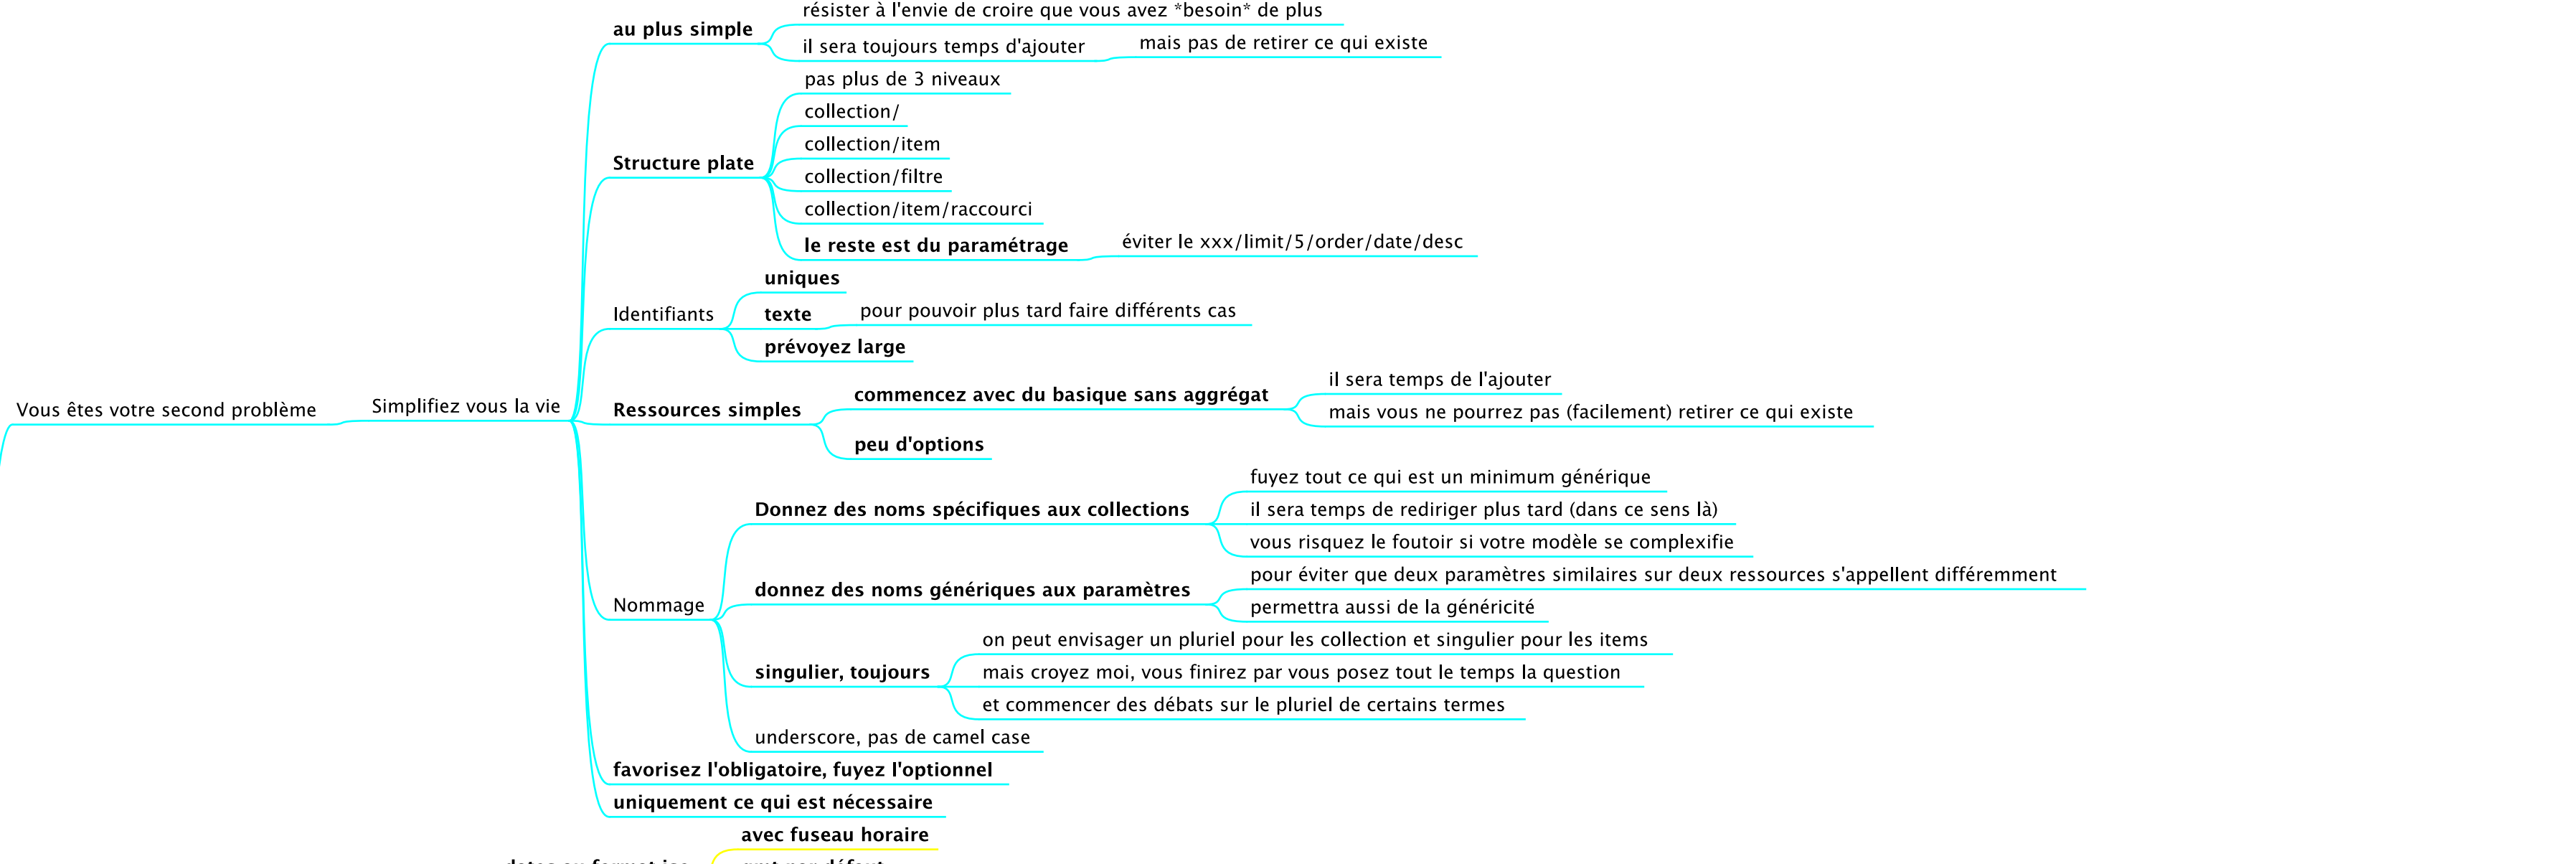 Vous êtes votre second problème
Simplifiez vous la vie
au plus simple
résister à l'envie de croire que vous avez *besoin* de plus
il sera toujours temps d'ajouter
mais pas de retirer ce qui existe
Structure plate
pas plus de 3 niveaux
collection/
collection/item
collection/filtre
collection/item/raccourci
le reste est du paramétrage
éviter le xxx/limit/5/order/date/desc
Identifiants
uniques
texte
pour pouvoir plus tard faire différents cas
prévoyez large
Ressources simples
commencez avec du basique sans aggrégat
il sera temps de l'ajouter
mais vous ne pourrez pas (facilement) retirer ce qui existe
peu d'options
Nommage
Donnez des noms spécifiques aux collections
fuyez tout ce qui est un minimum générique
il sera temps de rediriger plus tard (dans ce sens là)
vous risquez le foutoir si votre modèle se complexifie
donnez des noms génériques aux paramètres
pour éviter que deux paramètres similaires sur deux ressources s'appellent différemment
permettra aussi de la généricité
singulier, toujours
on peut envisager un pluriel pour les collection et singulier pour les items
mais croyez moi, vous finirez par vous posez tout le temps la question
et commencer des débats sur le pluriel de certains termes
underscore, pas de camel case
favorisez l'obligatoire, fuyez l'optionnel
uniquement ce qui est nécessaire
avec fuseau horaire